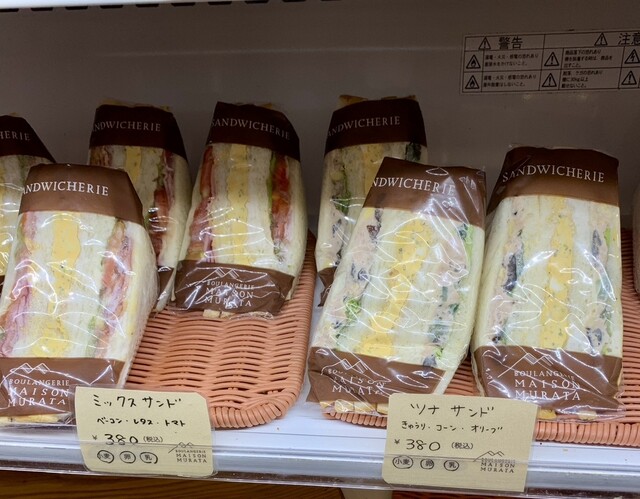 警告
注意
SANDWICHERIE
SANDWICHERIE
SANDWICHERIE
SANDWICHERIE
SANDWICHERIE
SANDWICHERIE
BOULANGERIE
MAISON
MURATA
BOULANGERIE
MAISON
MURATA
BOULANGERIE
MAISON
MURATA
BOULANGERIE
MAISON
MURATA
ミックスサンド
ベーコン・レタス・トマト
¥380(税込)
小麦 卵 乳
BOULANGERIE
MAISON
MURATA
ツナ サンド
きゅうり・コーン・オリーブ
¥380(税込)
小麦 卵 乳
BOULANGERIE
MAISON
MURATA